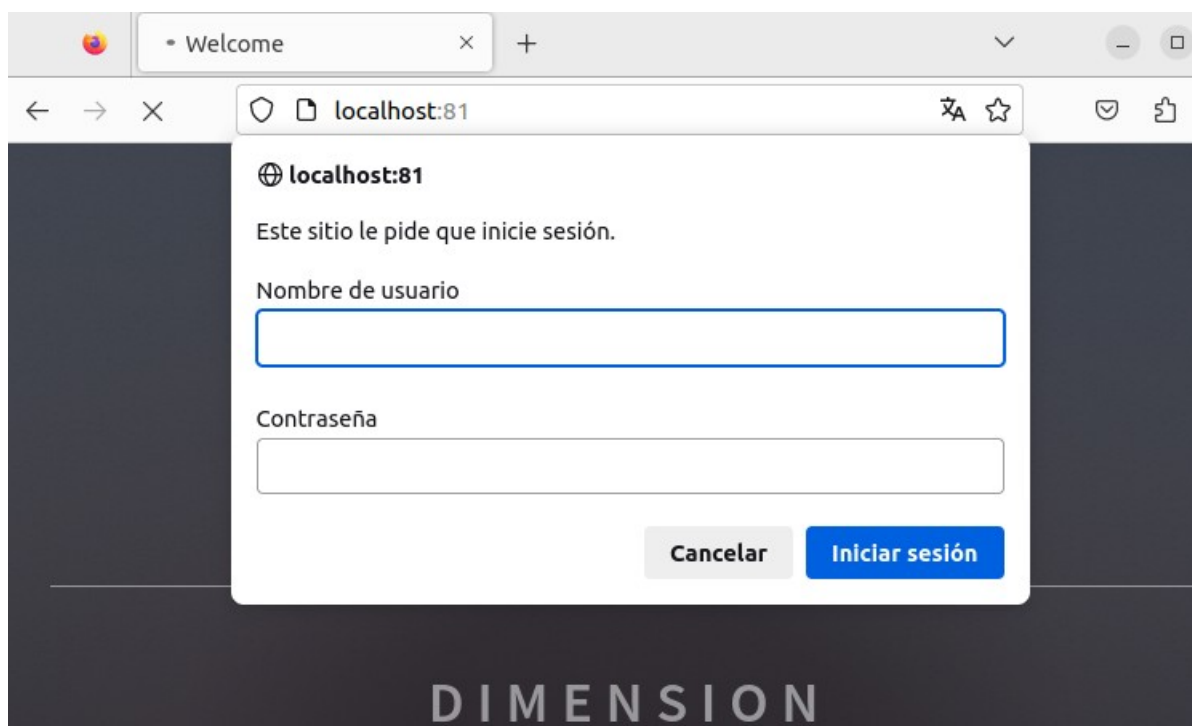 Welcome
localhost:81
localhost:81
Este sitio le pide que inicie sesión.
Nombre de usuario
Contraseña
Cancelar Iniciar sesión
DIMENSION